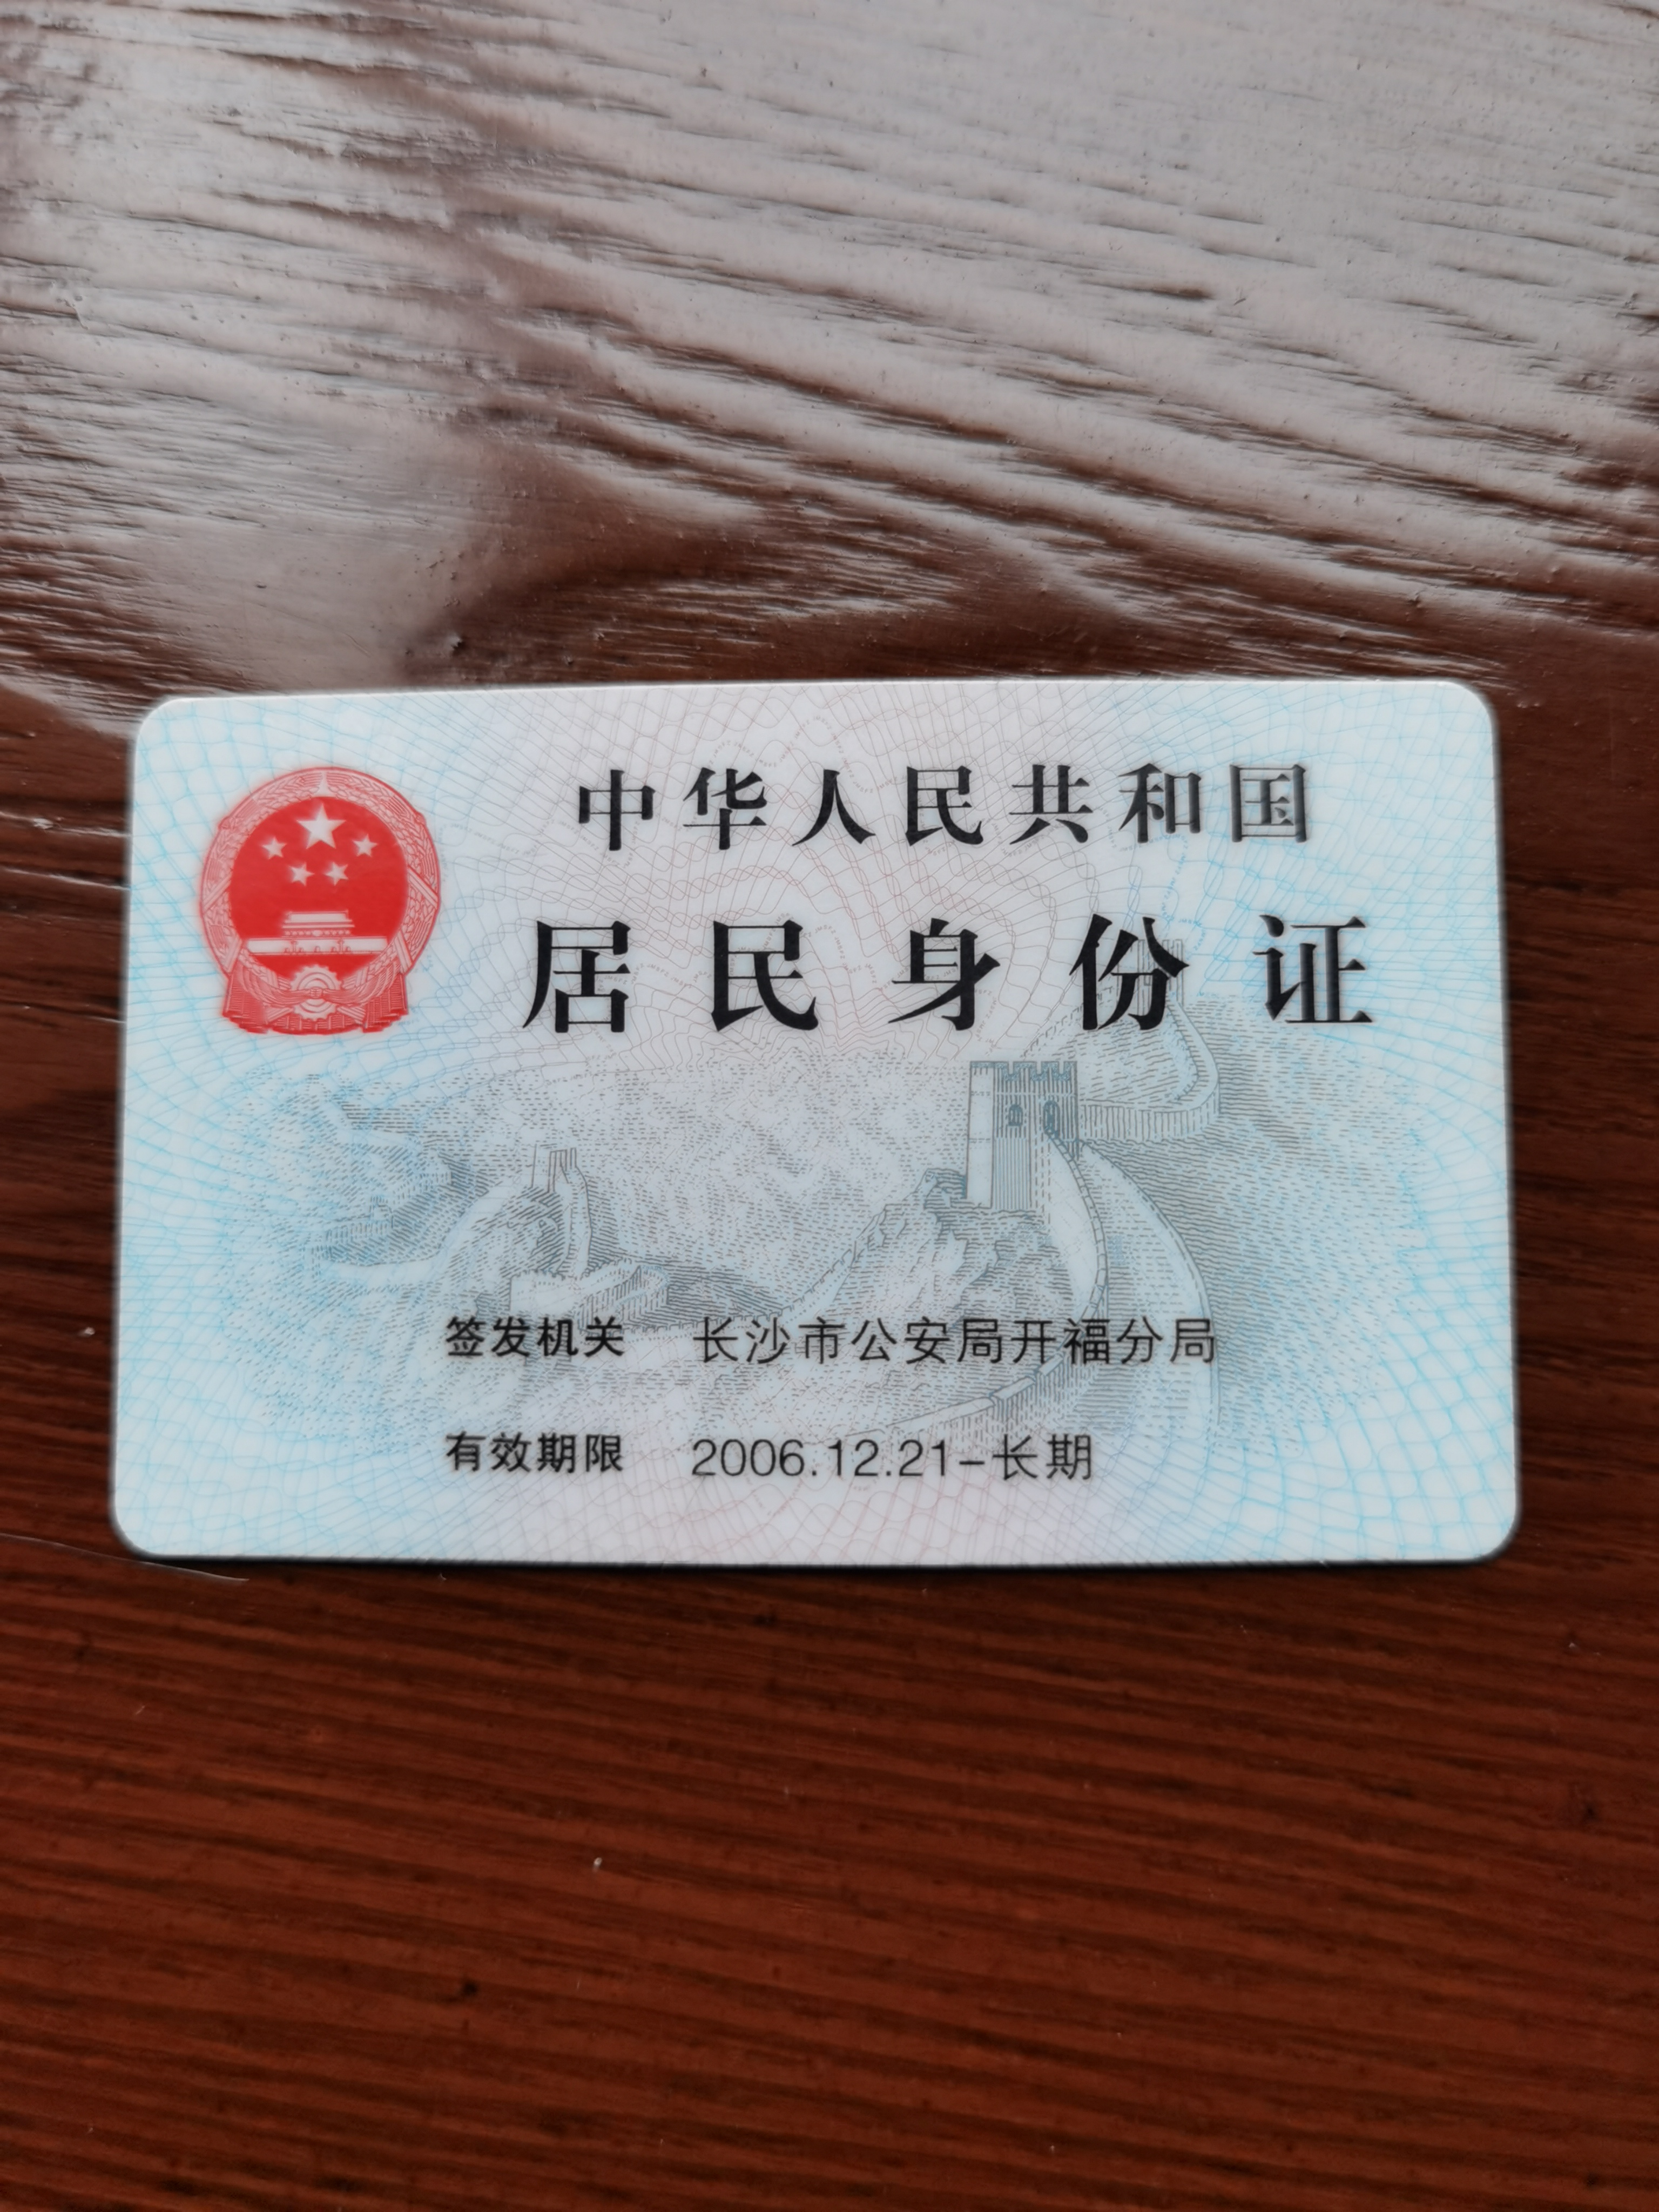 中华人民共和国
居民身份证
签发机关 长沙市公安局开福分局
有效期限 2006.12.21-长期